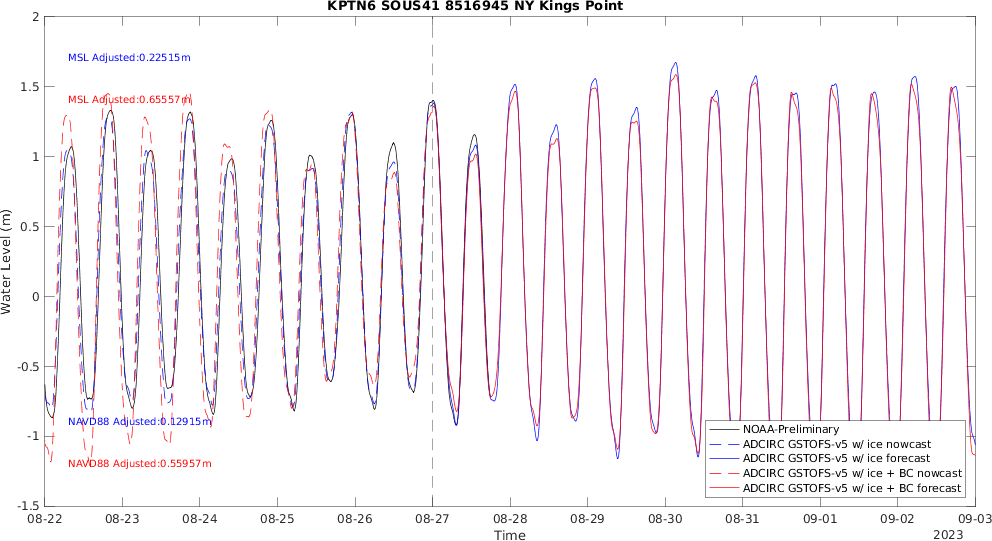 KPTN6 SOUS41 8516945 NY Kings Point
Water Level (m)
2
1.5
1
0.5
0
-0.5
-1
-1.5
MSL Adjusted:0.22515m
MSL Adjusted:0.65557m
NAVD88 Adjusted:0.12915m
NAVD88 Adjusted:0.55957m
NOAA-Preliminary
ADCIRC GSTOFS-v5 w/ ice nowcast
ADCIRC GSTOFS-v5 w/ ice forecast
ADCIRC GSTOFS-v5 w/ ice + BC nowcast
ADCIRC GSTOFS-v5 w/ ice + BC forecast
08-22 08-23 08-24 08-25 08-26 08-27 08-28 08-29 08-30 08-31 09-01 09-02 09-03
Time
2023